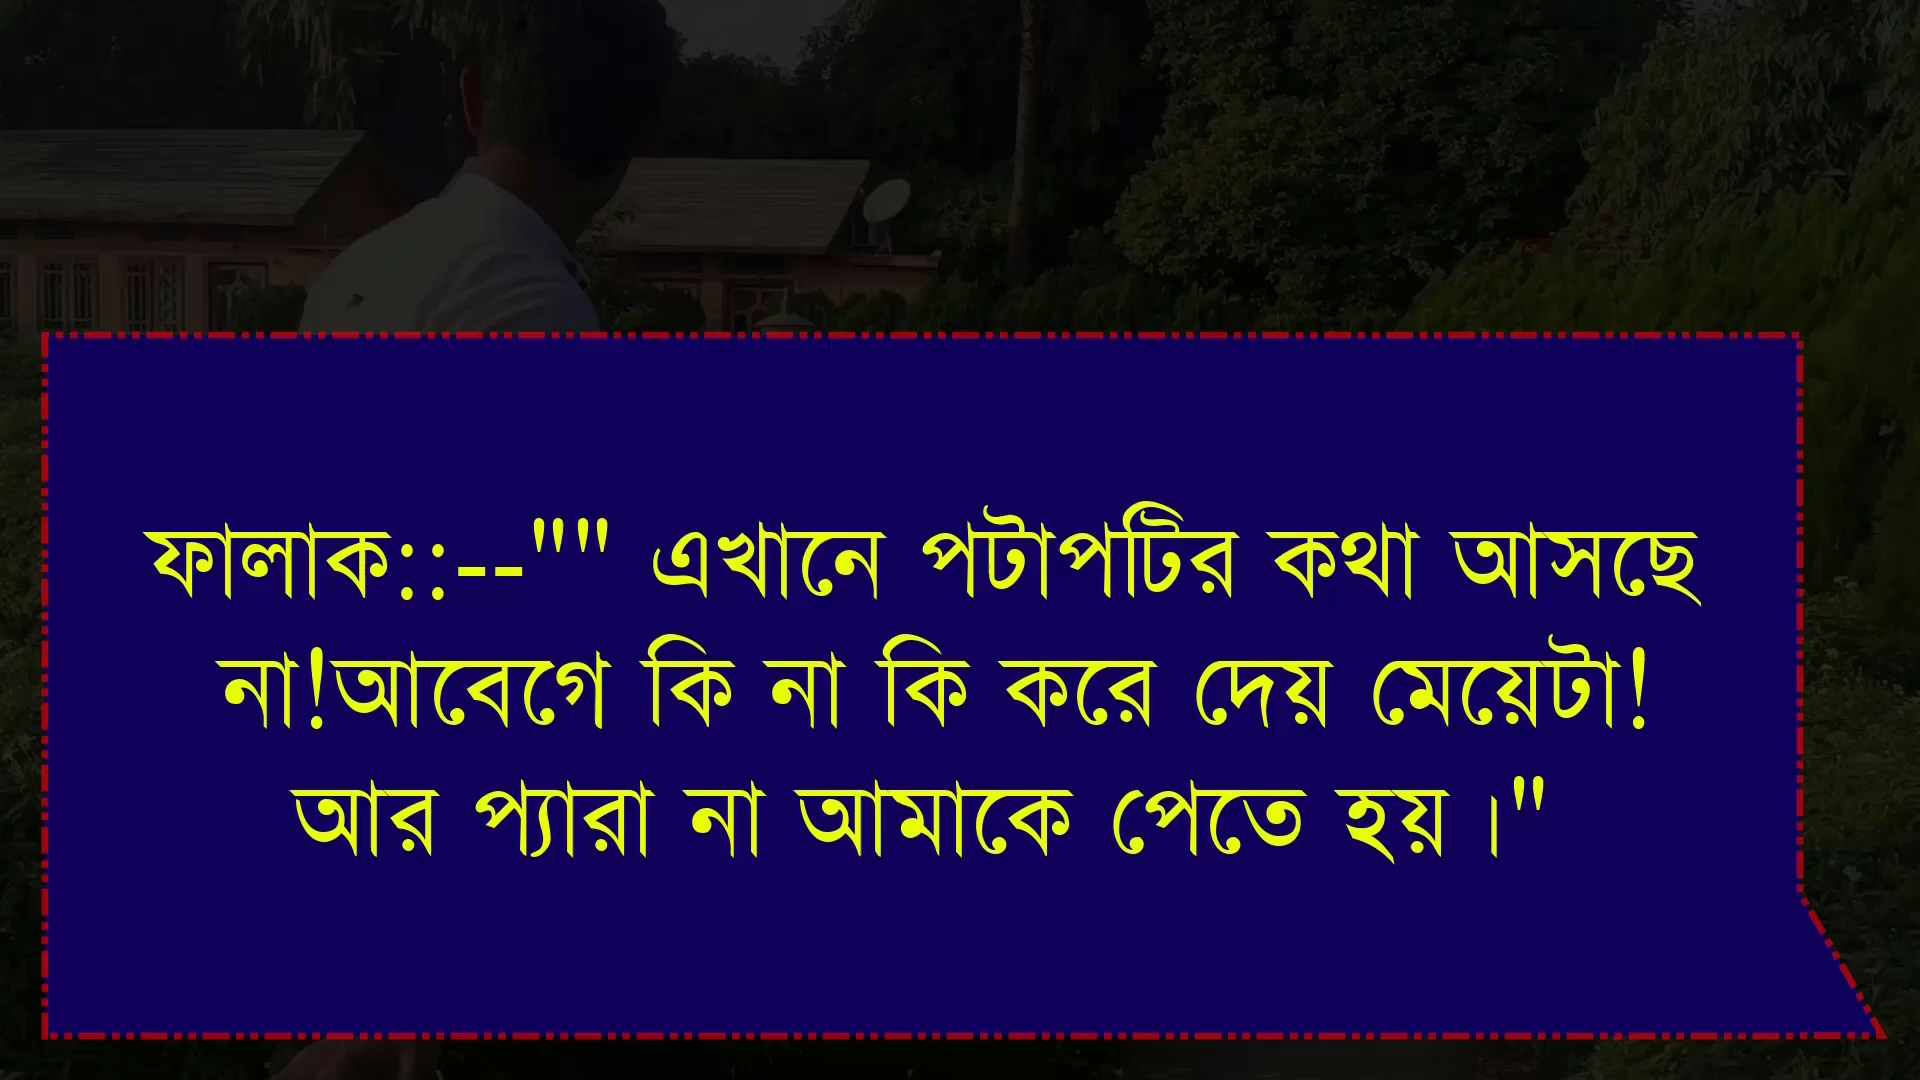 ফালাক::--"" এখানে পটাপটির কথা আসছে
না!আবেগে কি না কি করে দেয় মেয়েটা!
আর প্যারা না আমাকে পেতে হয়।"